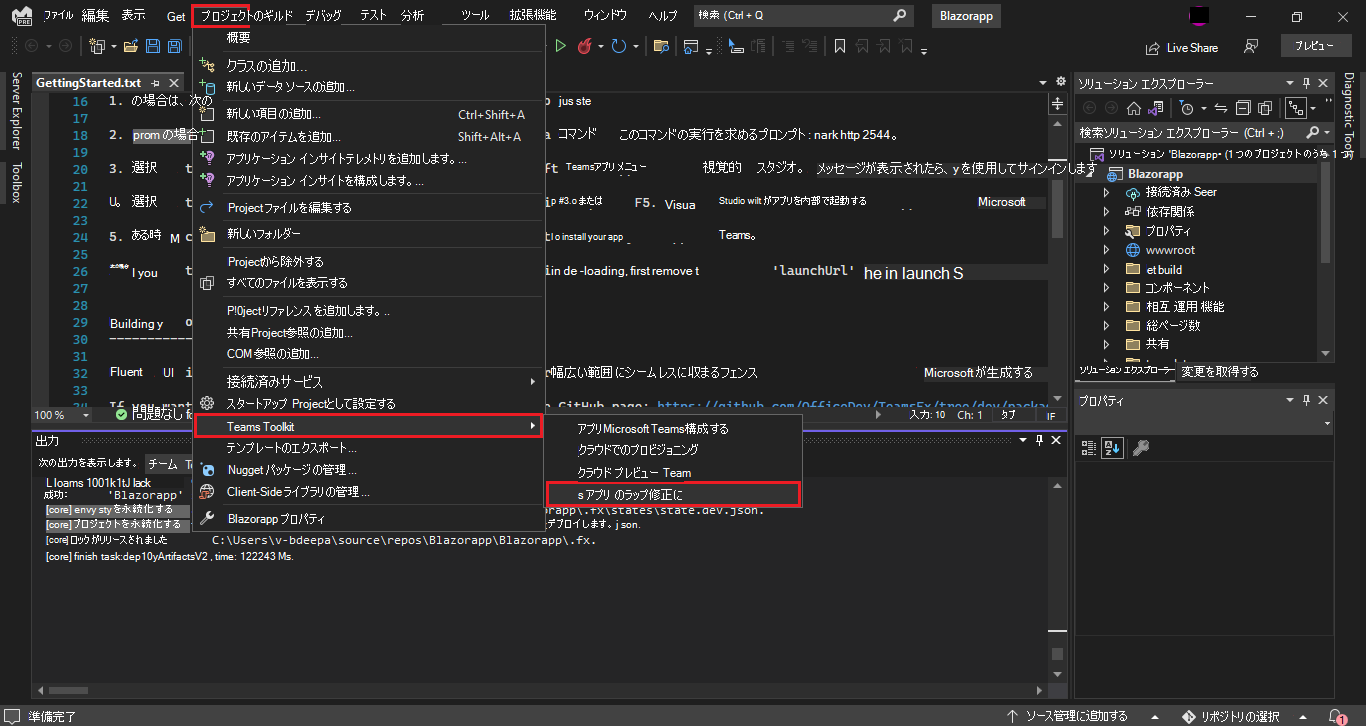 ファイル 編集 表示 Get プロジェクトのギルド デバッグ テスト 分析 ツール 拡張機能 ウィンドウ ヘルプ 検索 (Ctrl + Q Blazorapp
PRE
Live Share プレビュー
Server Explorer
Toolbox
Diagnostic Tools
GettingStarted.txt
16 1. の場合は、次の jus ste
17
18 2. prom の場合 a コマンド このコマンドの実行を求めるプロンプト : nark http 2544。
19
20 3. 選択 t ft Teamsアプリ メニュー 視覚的 スタジオ。 メッセージが表示されたら、y を使用してサインインします
21
22 U。 選択 t ip #3.o または F5. Visua Studio wilt がアプリを内部で起動する Microsoft
23
24 5. ある時 M c t l o install your app Teams。
25
26 I you t in de -loading, first remove t 'launchUrl' he in launch S
27
28
29 Building y o
30 ----------
31
32 Fluent UI i 幅広い範囲にシームレスに収まるフェンス Microsoft が生成する
33
GitHub page: https://github.com/OfficeDev/TeamsFx/tree/dev/packa
100 % 問題なし 入力: 10 Ch: 1 タブ IF
概要
クラスの追加...
新しいデータ ソースの追加...
新しい項目の追加... Ctrl+Shift+A
既存のアイテムを追加... Shift+Alt+A
アプリケーション インサイトテレメトリを追加します。...
アプリケーション インサイトを構成します。...
Projectファイルを編集する
新しいフォルダー
Projectから除外する
すべてのファイルを表示する
P!0jectリファレンス を追加します。..
共有Project参照の追加...
COM 参照の追加...
接続済みサービス
スタートアップ Projectとして設定する
Teams Toolkit
テンプレートのエクスポート...
Nugget パッケージの管理...
Client-Side ライブラリの管理...
Blazorapp プロパティ
アプリMicrosoft Teams構成する
クラウドでのプロビジョニング
クラウド プレビュー Team
s アプリ のラップ修正に
出力
次の出力を表示します。 チーム To
L loams 1001k1tJ lack
成功: 'Blazorapp'
[core] envy sty を永続化する orapp\.fx\states\state.dev.json.
[core]プロジェクトを永続化する デプロイします。j son.
[core]ロックがリリースされました C:\Users\v-bdeepa\source\repos\Blazorapp\Blazorapp\.fx.
[core] finish task:dep10yArtifactsV2 , time: 122243 Ms.
ソリューション エクスプローラー
検索ソリューション エクスプローラー (Ctrl + ;)
ソリューション "Blazorapp• (1 つのプロジェクトのうち 1 つ
Blazorapp
接続済み Seer
依存関係
プロパティ
wwwroot
et build
コンポーネント
相互 運用 機能
総ページ数
共有
ソリューション エクスプローラー 変更を取得する
プロパティ
準備完了 ソース管理に追加する リポジトリの選択 1